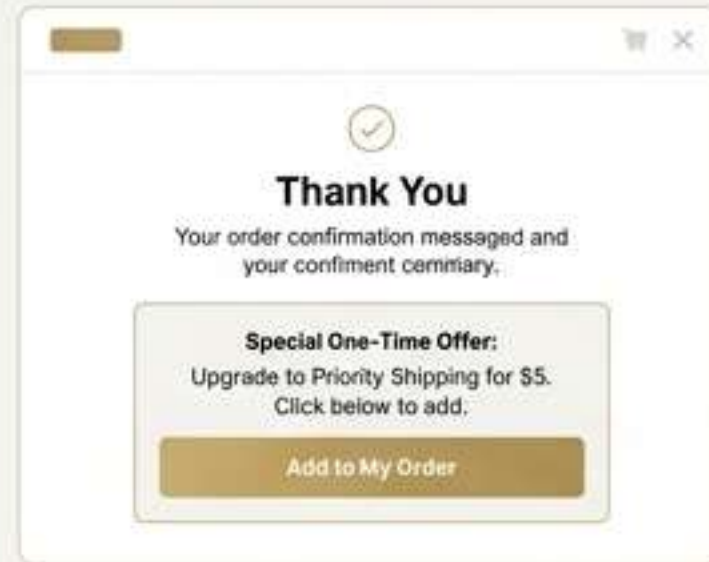 Thank You
Your order confirmation messaged and
your confiment cemmary.
Special One-Time Offer:
Upgrade to Priority Shipping for $5.
Click below to add.
Add to My Order